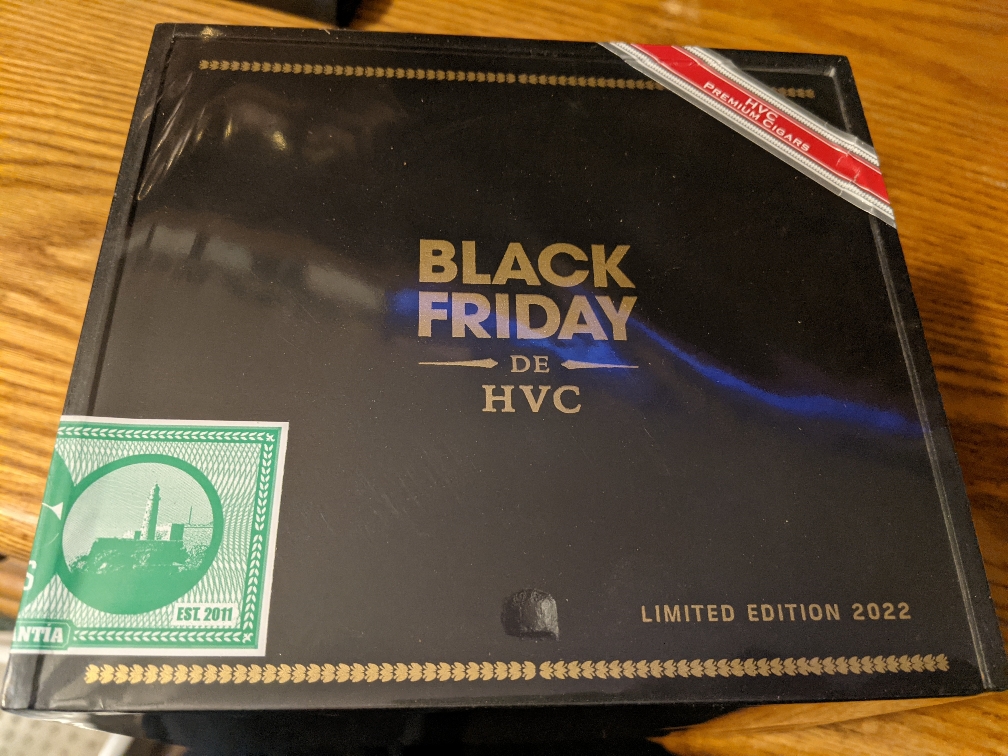 HVC
PREMIUM CIGARS
BLACK
FRIDAY
DE
HVC
EST. 2011
LIMITED EDITION 2022